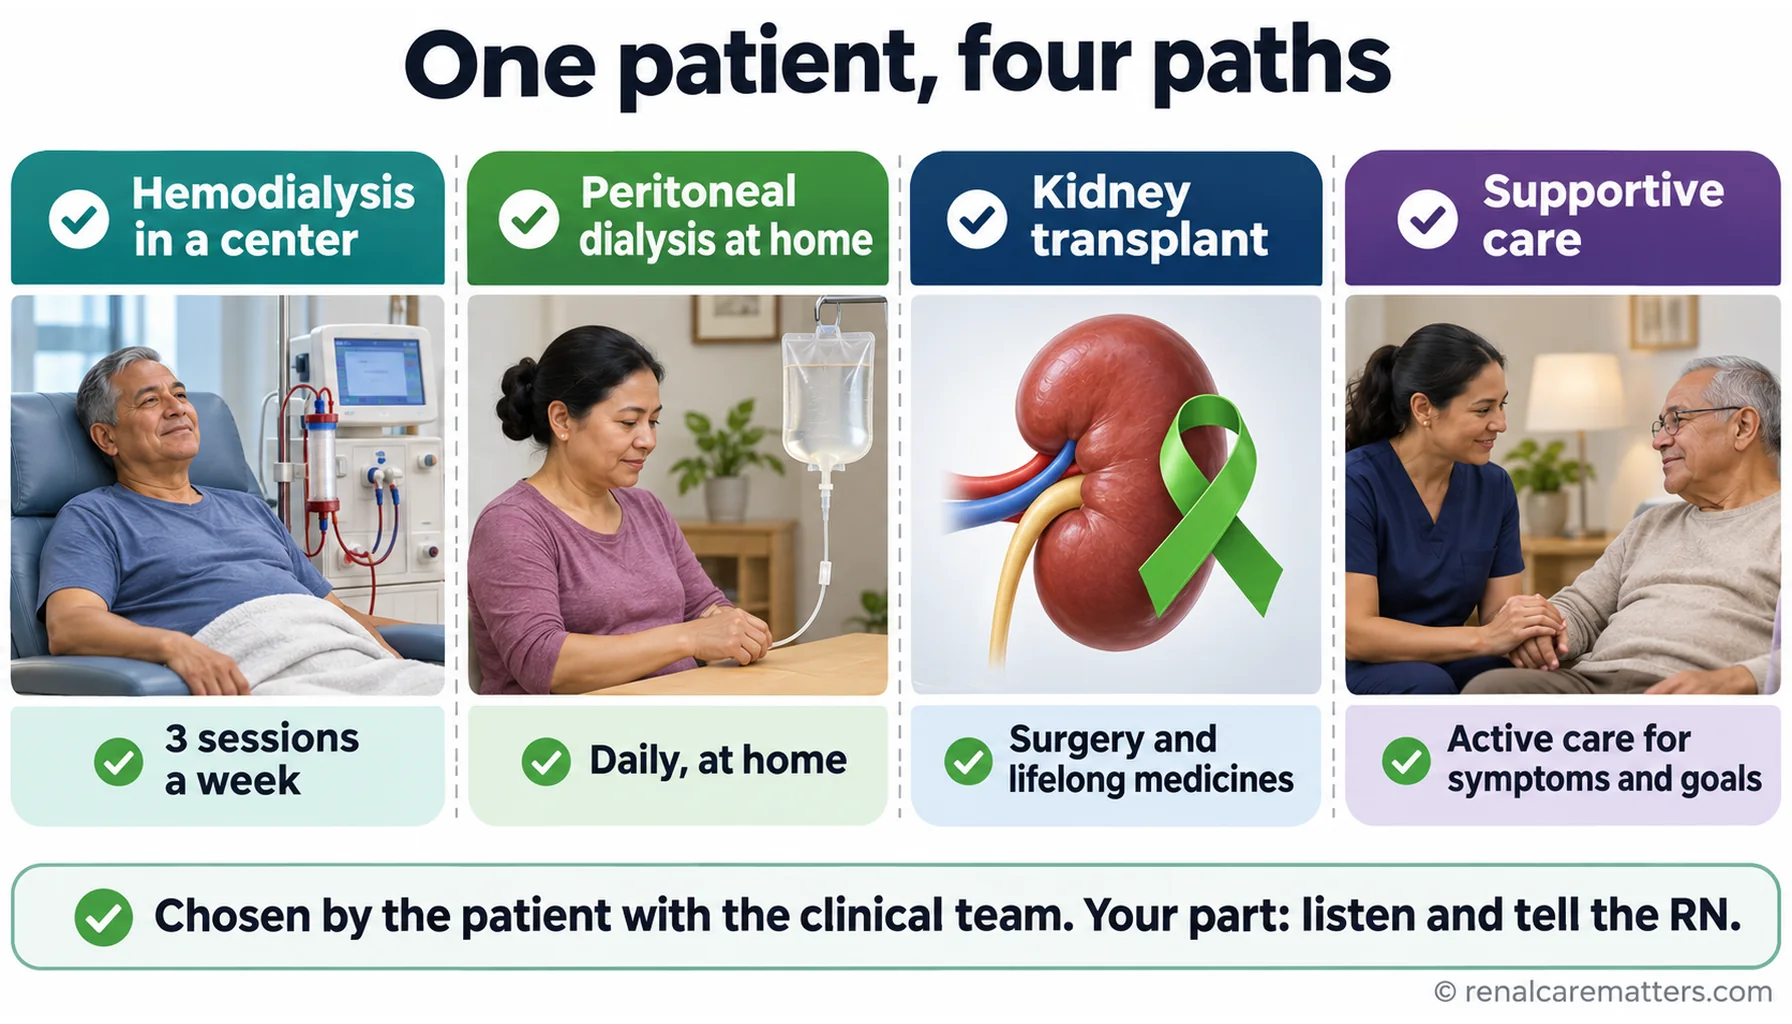 One patient, four paths
Hemodialysis
in a center
Peritoneal
dialysis at home
Kidney
transplant
Supportive
care
3 sessions
a week
Daily, at home
Surgery and
lifelong medicines
Active care for
symptoms and goals
Chosen by the patient with the clinical team. Your part: listen and tell the RN.
© renalcarematters.com